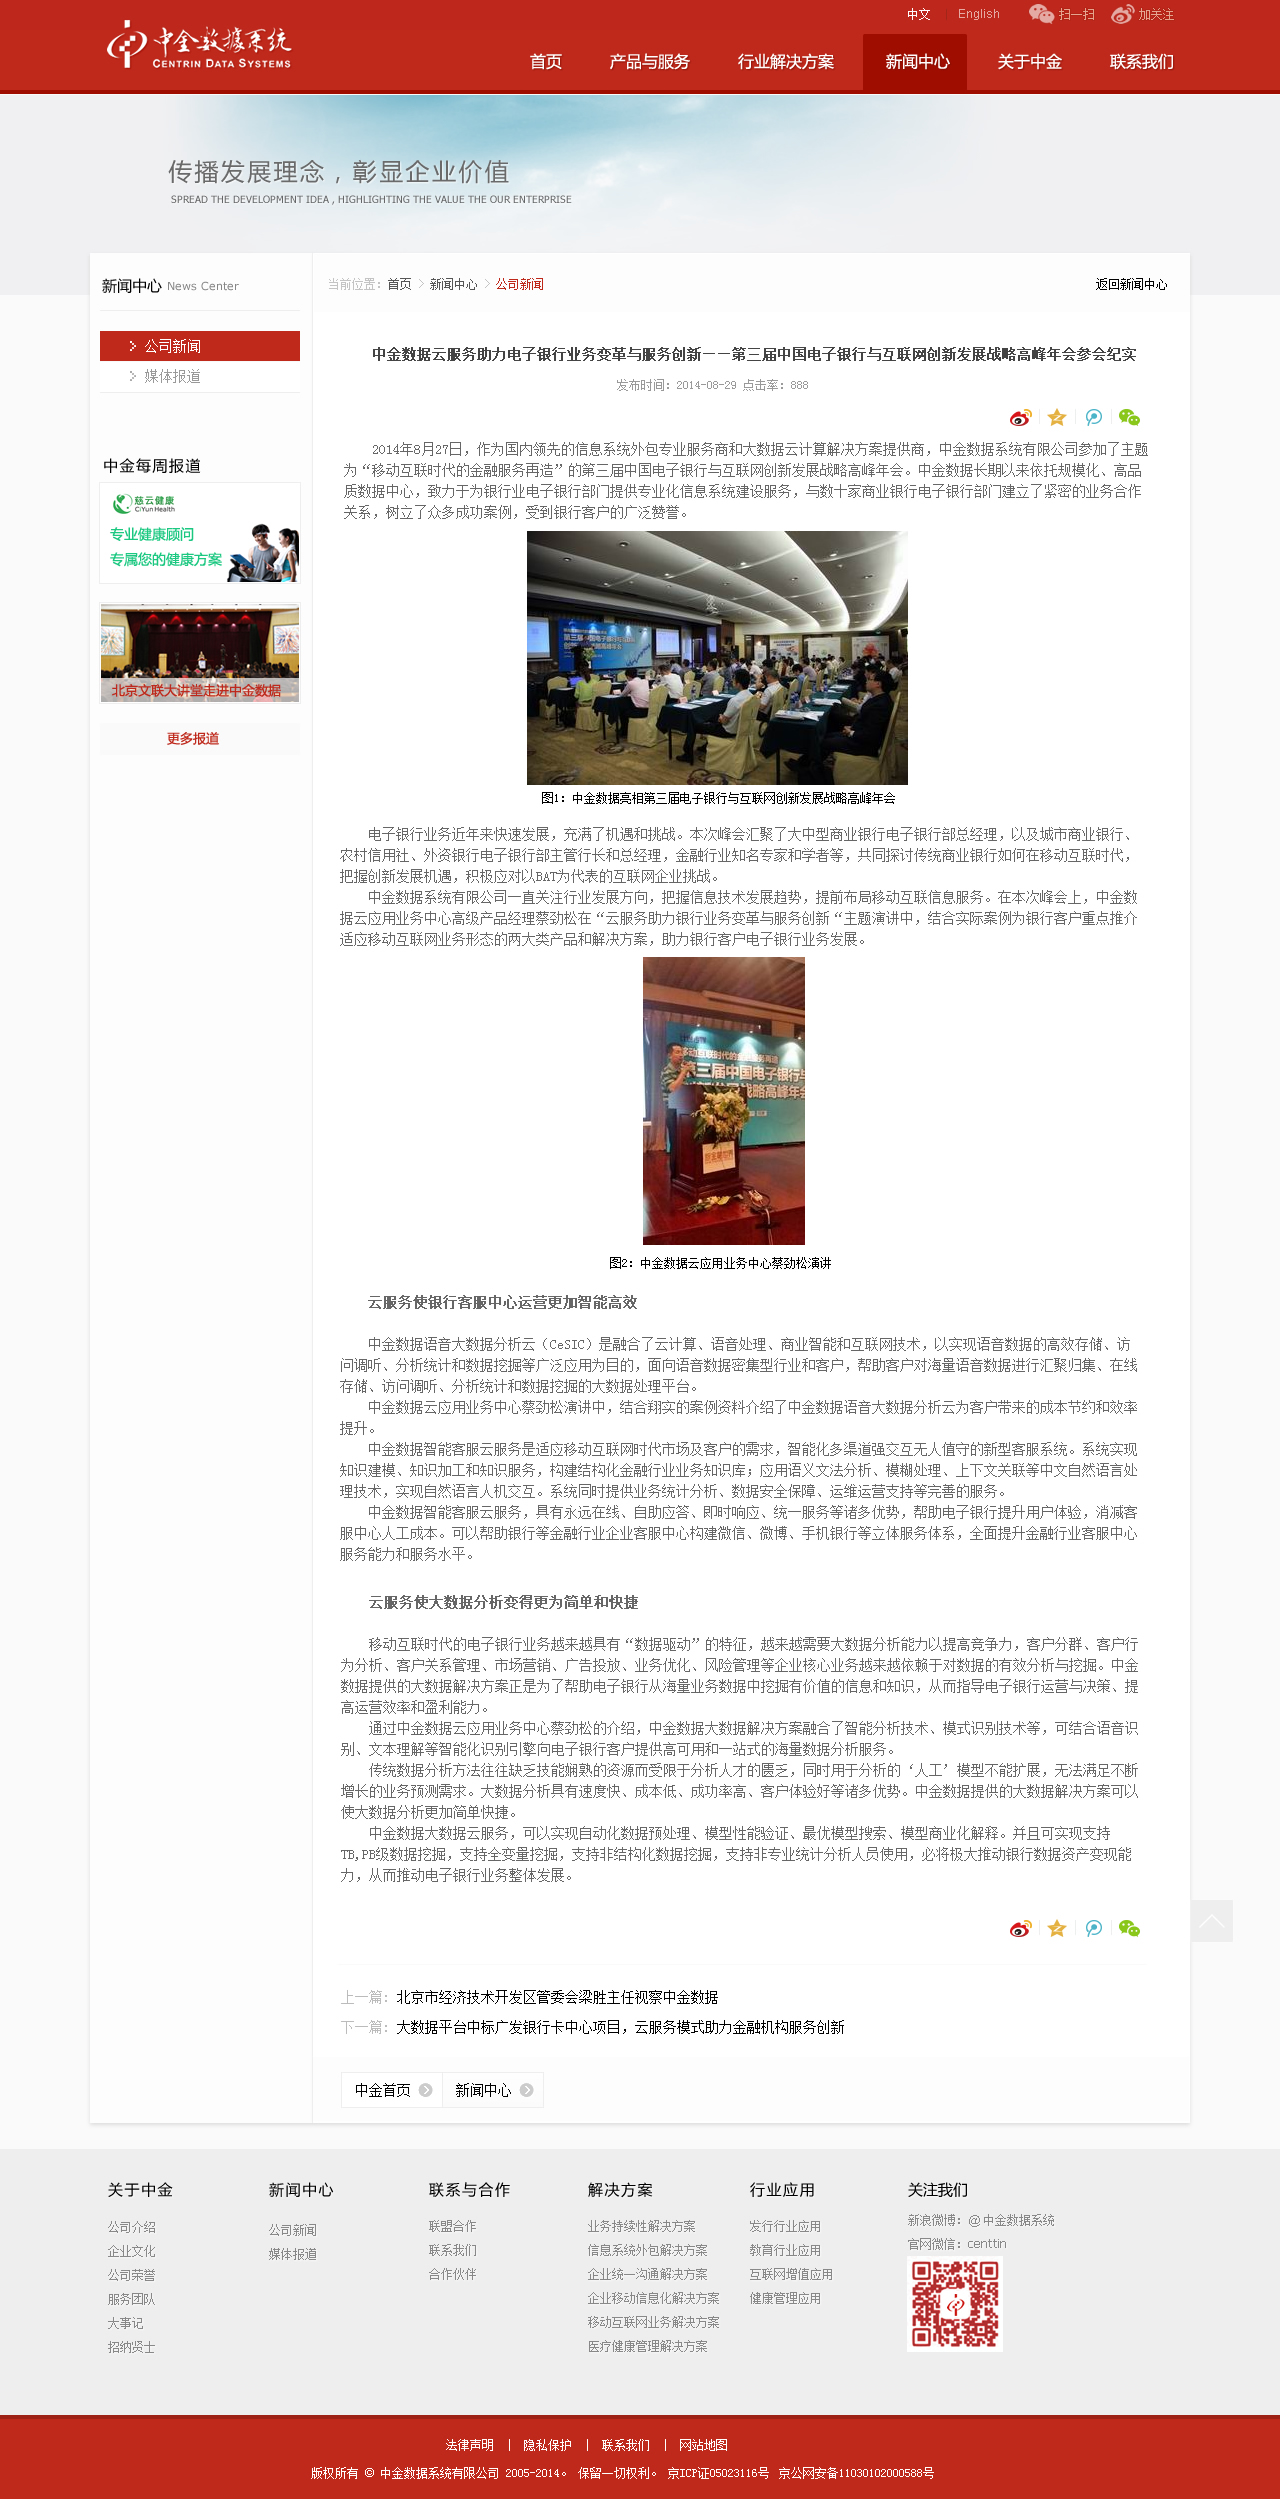 中文
English
扫一扫
加关注
中金数据系统
CENTRIN DATA SYSTEMS
首页
产品与服务
行业解决方案
新闻中心
关于中金
联系我们
传播发展理念，彰显企业价值
SPREAD THE DEVELOPMENT IDEA , HIGHLIGHTING THE VALUE THE OUR ENTERPRISE
新闻中心 News Center
公司新闻
媒体报道
中金每周报道
慈云健康
CiYun Health
专业健康顾问
专属您的健康方案
北京文联大讲堂走进中金数据
更多报道
当前位置：首页 > 新闻中心 > 公司新闻
返回新闻中心
中金数据云服务助力电子银行业务变革与服务创新——第三届中国电子银行与互联网创新发展战略高峰年会参会纪实
发布时间：2014-08-29 点击率：888
2014年8月27日，作为国内领先的信息系统外包专业服务商和大数据云计算解决方案提供商，中金数据系统有限公司参加了主题
为“移动互联时代的金融服务再造”的第三届中国电子银行与互联网创新发展战略高峰年会。中金数据长期以来依托规模化、高品
质数据中心，致力于为银行业电子银行部门提供专业化信息系统建设服务，与数十家商业银行电子银行部门建立了紧密的业务合作
关系，树立了众多成功案例，受到银行客户的广泛赞誉。
第三届中国电子银行与互联网
高峰年会
图1：中金数据亮相第三届电子银行与互联网创新发展战略高峰年会
电子银行业务近年来快速发展，充满了机遇和挑战。本次峰会汇聚了大中型商业银行电子银行部总经理，以及城市商业银行、
农村信用社、外资银行电子银行部主管行长和总经理，金融行业知名专家和学者等，共同探讨传统商业银行如何在移动互联时代，
把握创新发展机遇，积极应对以BAT为代表的互联网企业挑战。
中金数据系统有限公司一直关注行业发展方向，把握信息技术发展趋势，提前布局移动互联信息服务。在本次峰会上，中金数
据云应用业务中心高级产品经理蔡劲松在“云服务助力银行业务变革与服务创新“主题演讲中，结合实际案例为银行客户重点推介
适应移动互联网业务形态的两大类产品和解决方案，助力银行客户电子银行业务发展。
移动互联时代的金融服务再造
第三届中国电子银行与
战略高峰年会
图2：中金数据云应用业务中心蔡劲松演讲
云服务使银行客服中心运营更加智能高效
中金数据语音大数据分析云（CeSIC）是融合了云计算、语音处理、商业智能和互联网技术，以实现语音数据的高效存储、访
问调听、分析统计和数据挖掘等广泛应用为目的，面向语音数据密集型行业和客户，帮助客户对海量语音数据进行汇聚归集、在线
存储、访问调听、分析统计和数据挖掘的大数据处理平台。
中金数据云应用业务中心蔡劲松演讲中，结合翔实的案例资料介绍了中金数据语音大数据分析云为客户带来的成本节约和效率
提升。
中金数据智能客服云服务是适应移动互联网时代市场及客户的需求，智能化多渠道强交互无人值守的新型客服系统。系统实现
知识建模、知识加工和知识服务，构建结构化金融行业业务知识库；应用语义文法分析、模糊处理、上下文关联等中文自然语言处
理技术，实现自然语言人机交互。系统同时提供业务统计分析、数据安全保障、运维运营支持等完善的服务。
中金数据智能客服云服务，具有永远在线、自助应答、即时响应、统一服务等诸多优势，帮助电子银行提升用户体验，消减客
服中心人工成本。可以帮助银行等金融行业企业客服中心构建微信、微博、手机银行等立体服务体系，全面提升金融行业客服中心
服务能力和服务水平。
云服务使大数据分析变得更为简单和快捷
移动互联时代的电子银行业务越来越具有“数据驱动”的特征，越来越需要大数据分析能力以提高竞争力，客户分群、客户行
为分析、客户关系管理、市场营销、广告投放、业务优化、风险管理等企业核心业务越来越依赖于对数据的有效分析与挖掘。中金
数据提供的大数据解决方案正是为了帮助电子银行从海量业务数据中挖掘有价值的信息和知识，从而指导电子银行运营与决策、提
高运营效率和盈利能力。
通过中金数据云应用业务中心蔡劲松的介绍，中金数据大数据解决方案融合了智能分析技术、模式识别技术等，可结合语音识
别、文本理解等智能化识别引擎向电子银行客户提供高可用和一站式的海量数据分析服务。
传统数据分析方法往往缺乏技能娴熟的资源而受限于分析人才的匮乏，同时用于分析的‘人工’模型不能扩展，无法满足不断
增长的业务预测需求。大数据分析具有速度快、成本低、成功率高、客户体验好等诸多优势。中金数据提供的大数据解决方案可以
使大数据分析更加简单快捷。
中金数据大数据云服务，可以实现自动化数据预处理、模型性能验证、最优模型搜索、模型商业化解释。并且可实现支持
TB,PB级数据挖掘，支持全变量挖掘，支持非结构化数据挖掘，支持非专业统计分析人员使用，必将极大推动银行数据资产变现能
力，从而推动电子银行业务整体发展。
上一篇：北京市经济技术开发区管委会梁胜主任视察中金数据
下一篇：大数据平台中标广发银行卡中心项目，云服务模式助力金融机构服务创新
中金首页
新闻中心
关于中金
公司介绍
企业文化
公司荣誉
服务团队
大事记
招纳贤士
新闻中心
公司新闻
媒体报道
联系与合作
联盟合作
联系我们
合作伙伴
解决方案
业务持续性解决方案
信息系统外包解决方案
企业统一沟通解决方案
企业移动信息化解决方案
移动互联网业务解决方案
医疗健康管理解决方案
行业应用
发行行业应用
教育行业应用
互联网增值应用
健康管理应用
关注我们
新浪微博：@中金数据系统
官网微信：centtin
法律声明 | 隐私保护 | 联系我们 | 网站地图
版权所有 © 中金数据系统有限公司 2005-2014。 保留一切权利。 京ICP证05023116号 京公网安备11030102000588号